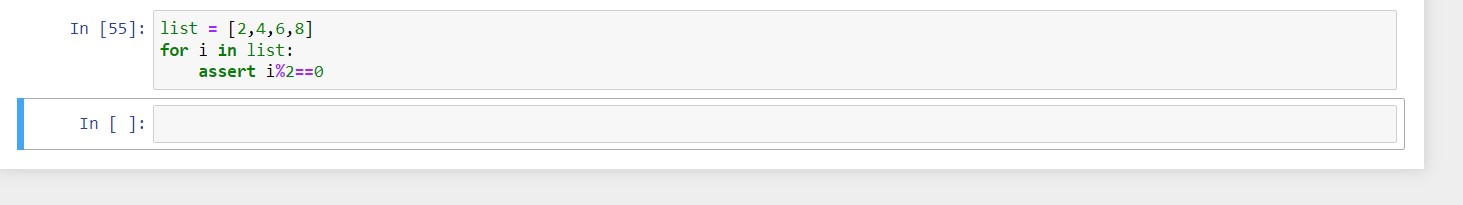 In [55]: list = [2,4,6,8]
for i in list:
    assert i%2==0
In [ ]: